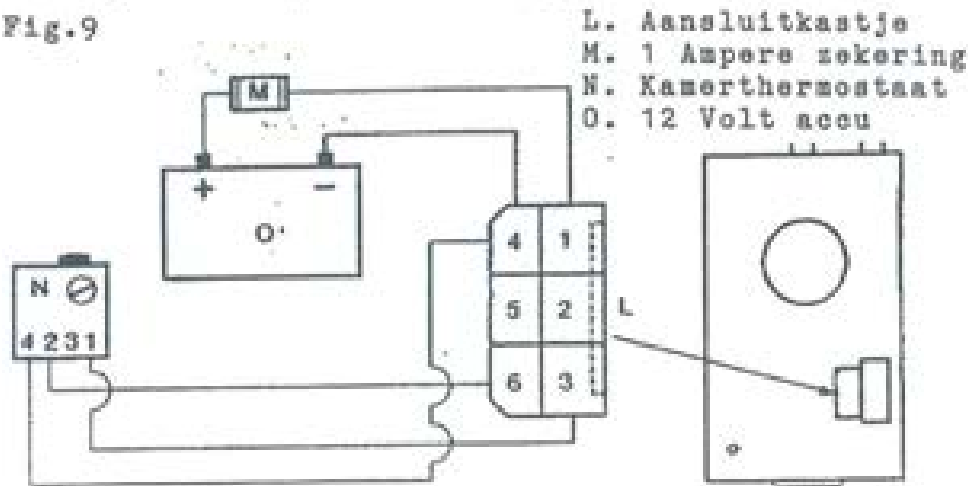 Fig.9
L. Aansluitkastje
M. 1 Ampere zekering
N. Kamerthermostaat
O. 12 Volt accu
M
+ −
O
4 1
N
5 2 L
4 2 3 1
6 3